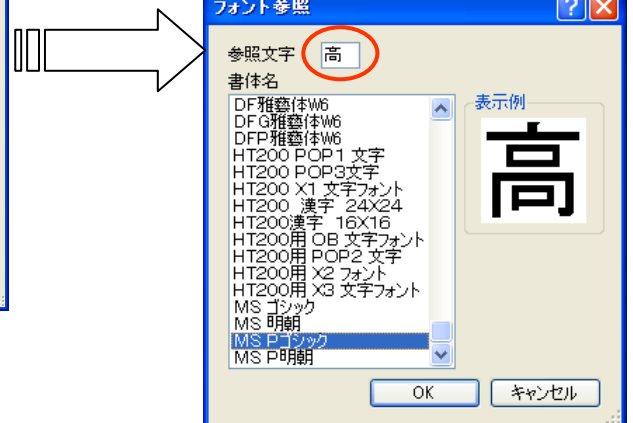 フォント参照
参照文字 高
書体名
DF雅藝体W6
DFG雅藝体W6
DFP雅藝体W6
HT200 POP1 文字
HT200 POP3文字
HT200 X1 文字フォント
HT200 漢字 24X24
HT200漢字 16X16
HT200用 OB 文字フォント
HT200用 POP2 文字
HT200用 X2 フォント
HT200用 X3 文字フォント
MS ゴシック
MS 明朝
MS Pゴシック
MS P明朝
表示例
高
OK
キャンセル